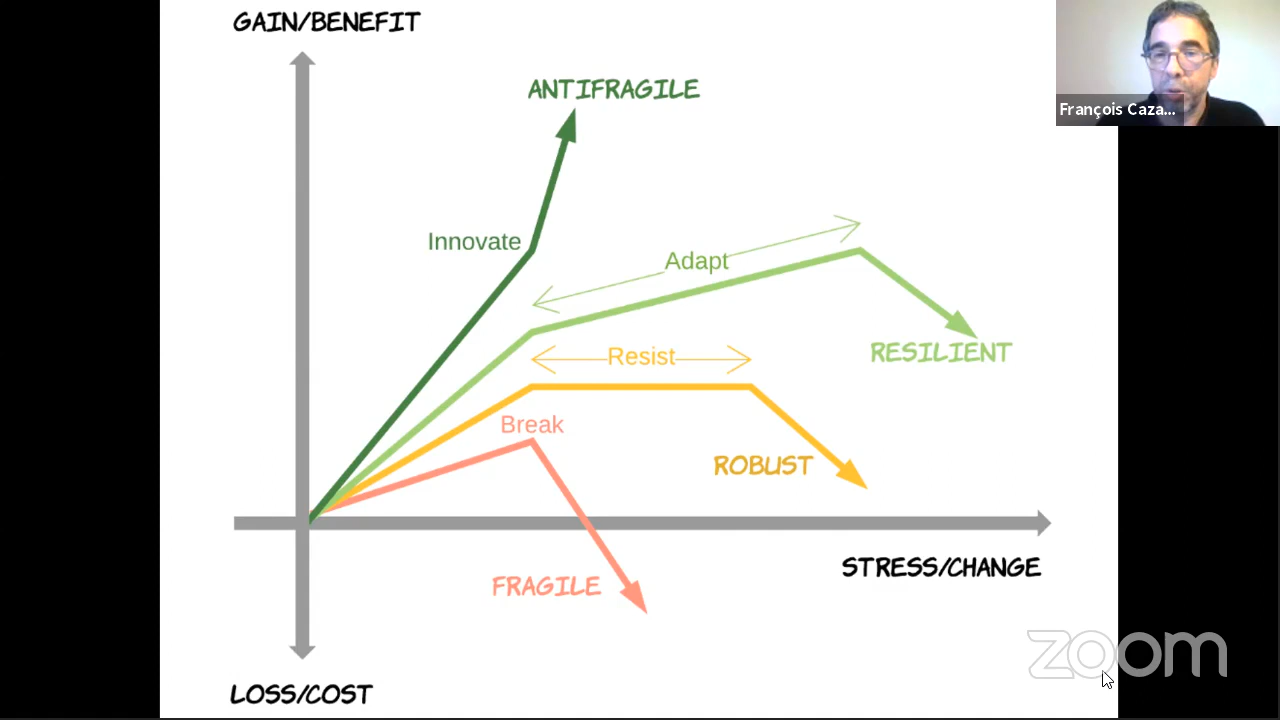 GAIN/BENEFIT
ANTIFRAGILE
François Caza...
Innovate
Adapt
Resist
RESILIENT
Break
ROBUST
STRESS/CHANGE
FRAGILE
zoom
LOSS/COST